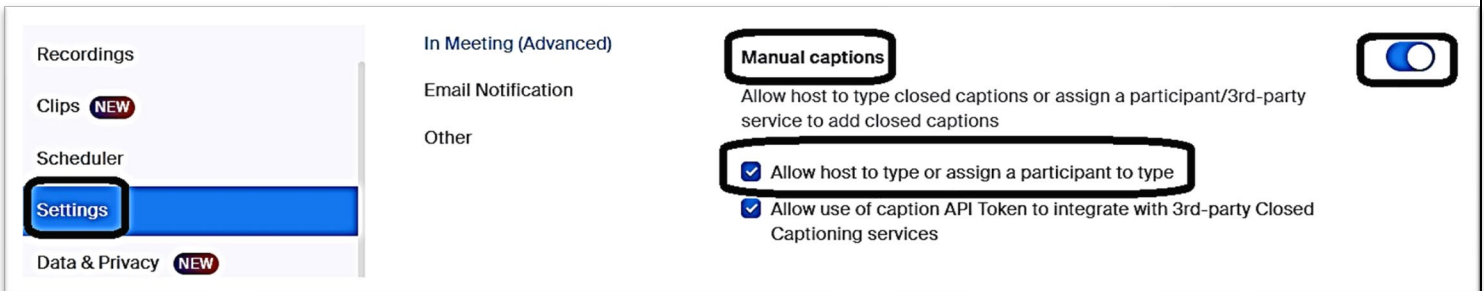 Recordings
Clips NEW
Scheduler
Settings
Data & Privacy NEW
In Meeting (Advanced)
Email Notification
Other
Manual captions
Allow host to type closed captions or assign a participant/3rd-party
service to add closed captions
Allow host to type or assign a participant to type
Allow use of caption API Token to integrate with 3rd-party Closed
Captioning services